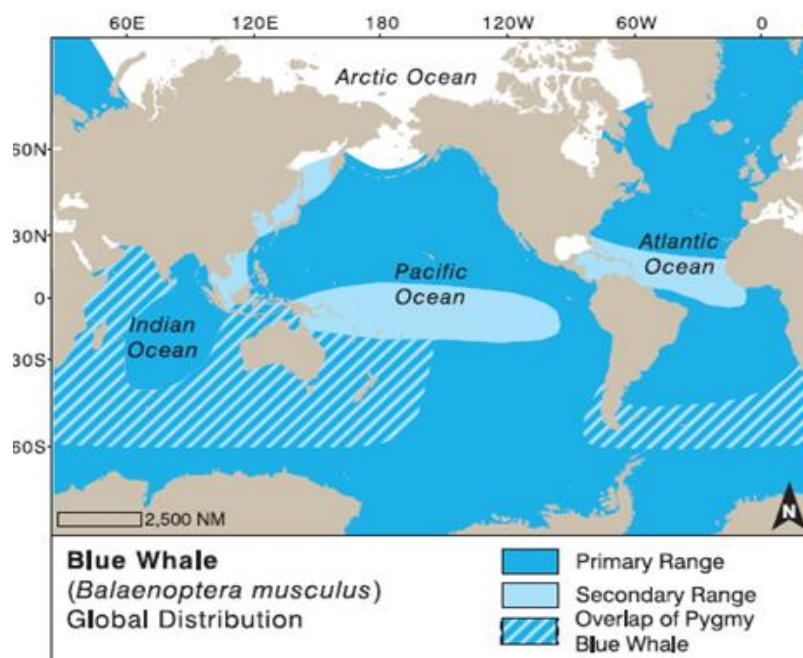 60E 120E 180 120W 60W 0
Arctic Ocean
60N
30N
Atlantic
Ocean
Pacific
Ocean
0
Indian
Ocean
30S
60S
2,500 NM
N
Blue Whale
(Balaenoptera musculus)
Global Distribution
Primary Range
Secondary Range
Overlap of Pygmy
Blue Whale